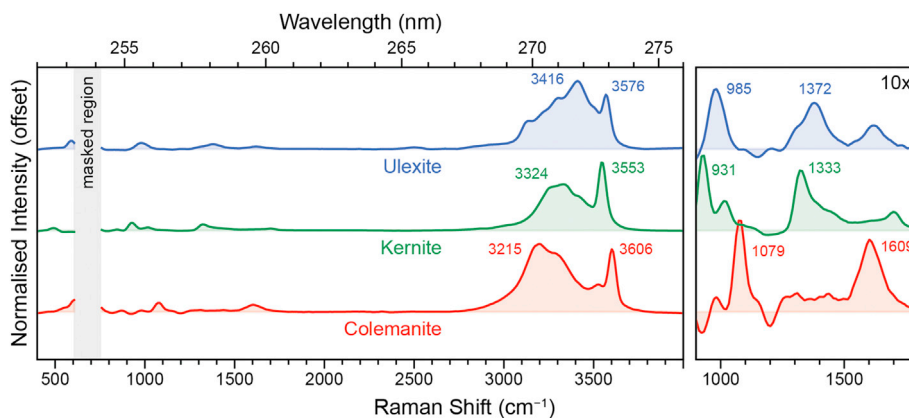 Wavelength (nm)
255 260 265 270 275
Normalised Intensity (offset)
masked region
3416 3576
Ulexite
3324 3553
Kernite
3215 3606
Colemanite
500 1000 1500 2000 2500 3000 3500
10x
985 1372
931 1333
1079 1609
1000 1500
Raman Shift (cm⁻¹)